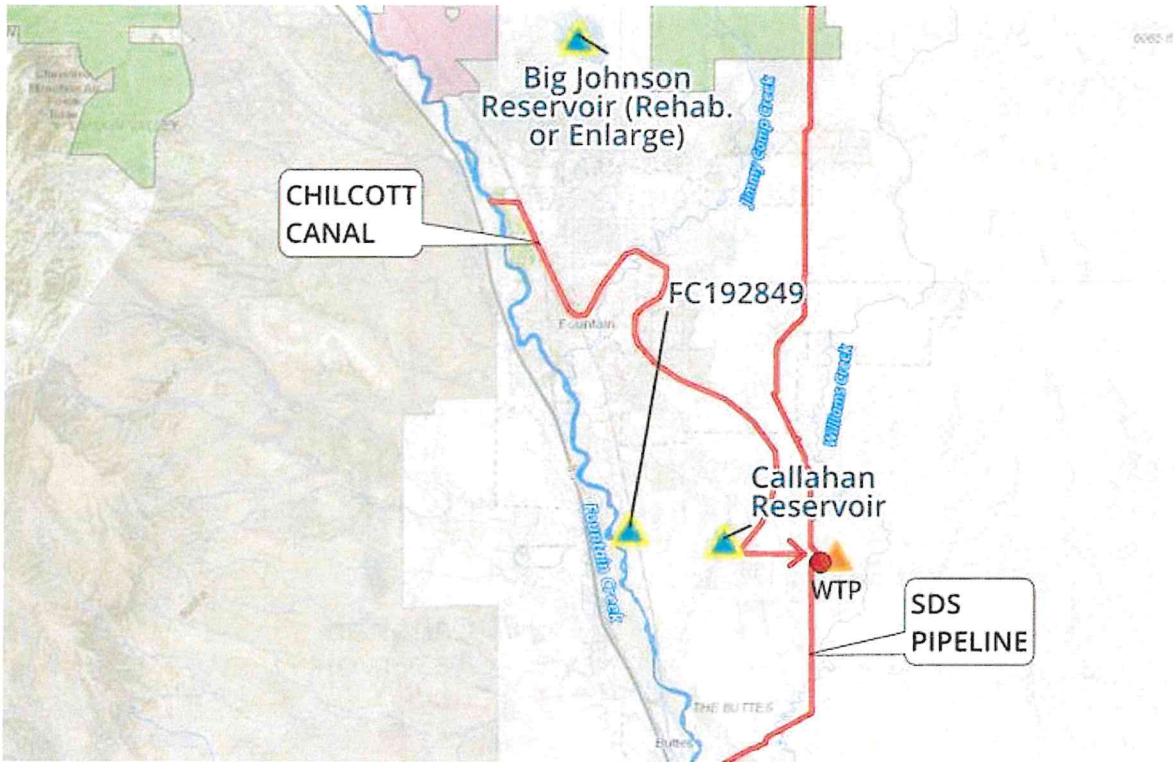 Big Johnson
Reservoir (Rehab.
or Enlarge)
Jimmy Camp Creek
CHILCOTT
CANAL
FC192849
Fountain
Williams Creek
Callahan
Reservoir
Fountain Creek
WTP
SDS
PIPELINE
THE BUTTES
Buttes